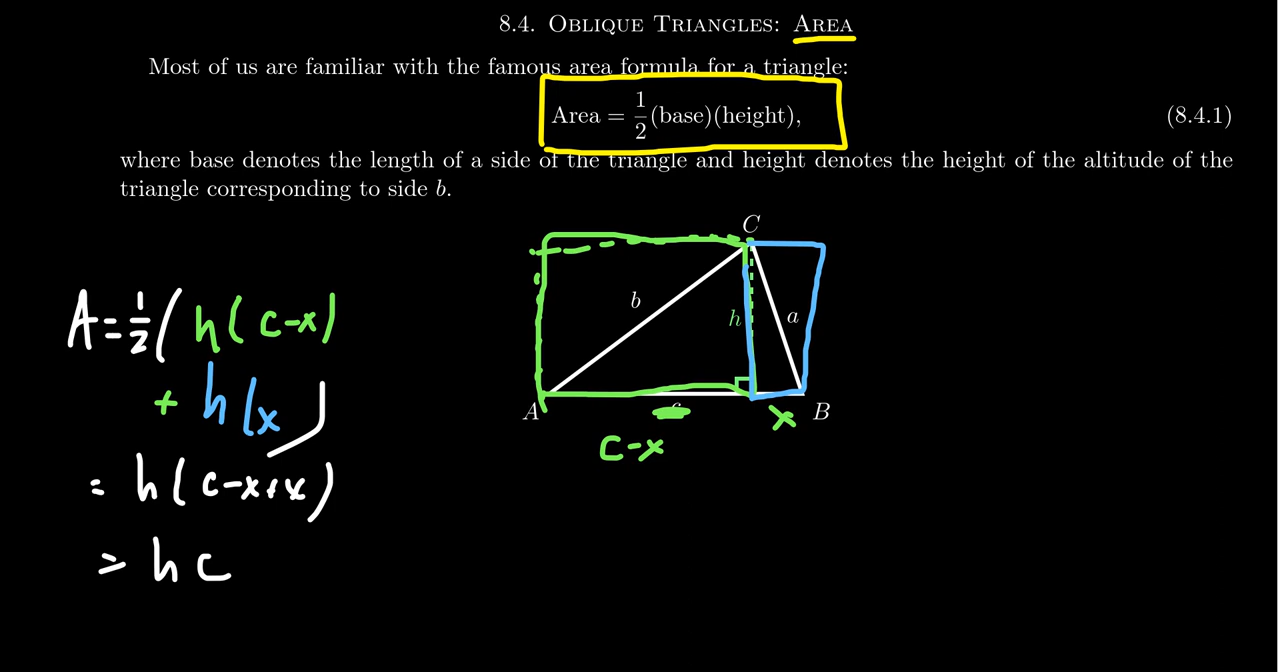 8.4. OBLIQUE TRIANGLES: AREA
Most of us are familiar with the famous area formula for a triangle:
Area = 1/2 (base)(height), (8.4.1)
where base denotes the length of a side of the triangle and height denotes the height of the altitude of the
triangle corresponding to side b.
C
b
h
a
A
B
c-x
x
A = 1/2 ( h(c-x)
+ h(x)
= h(c-x+x)
= hc